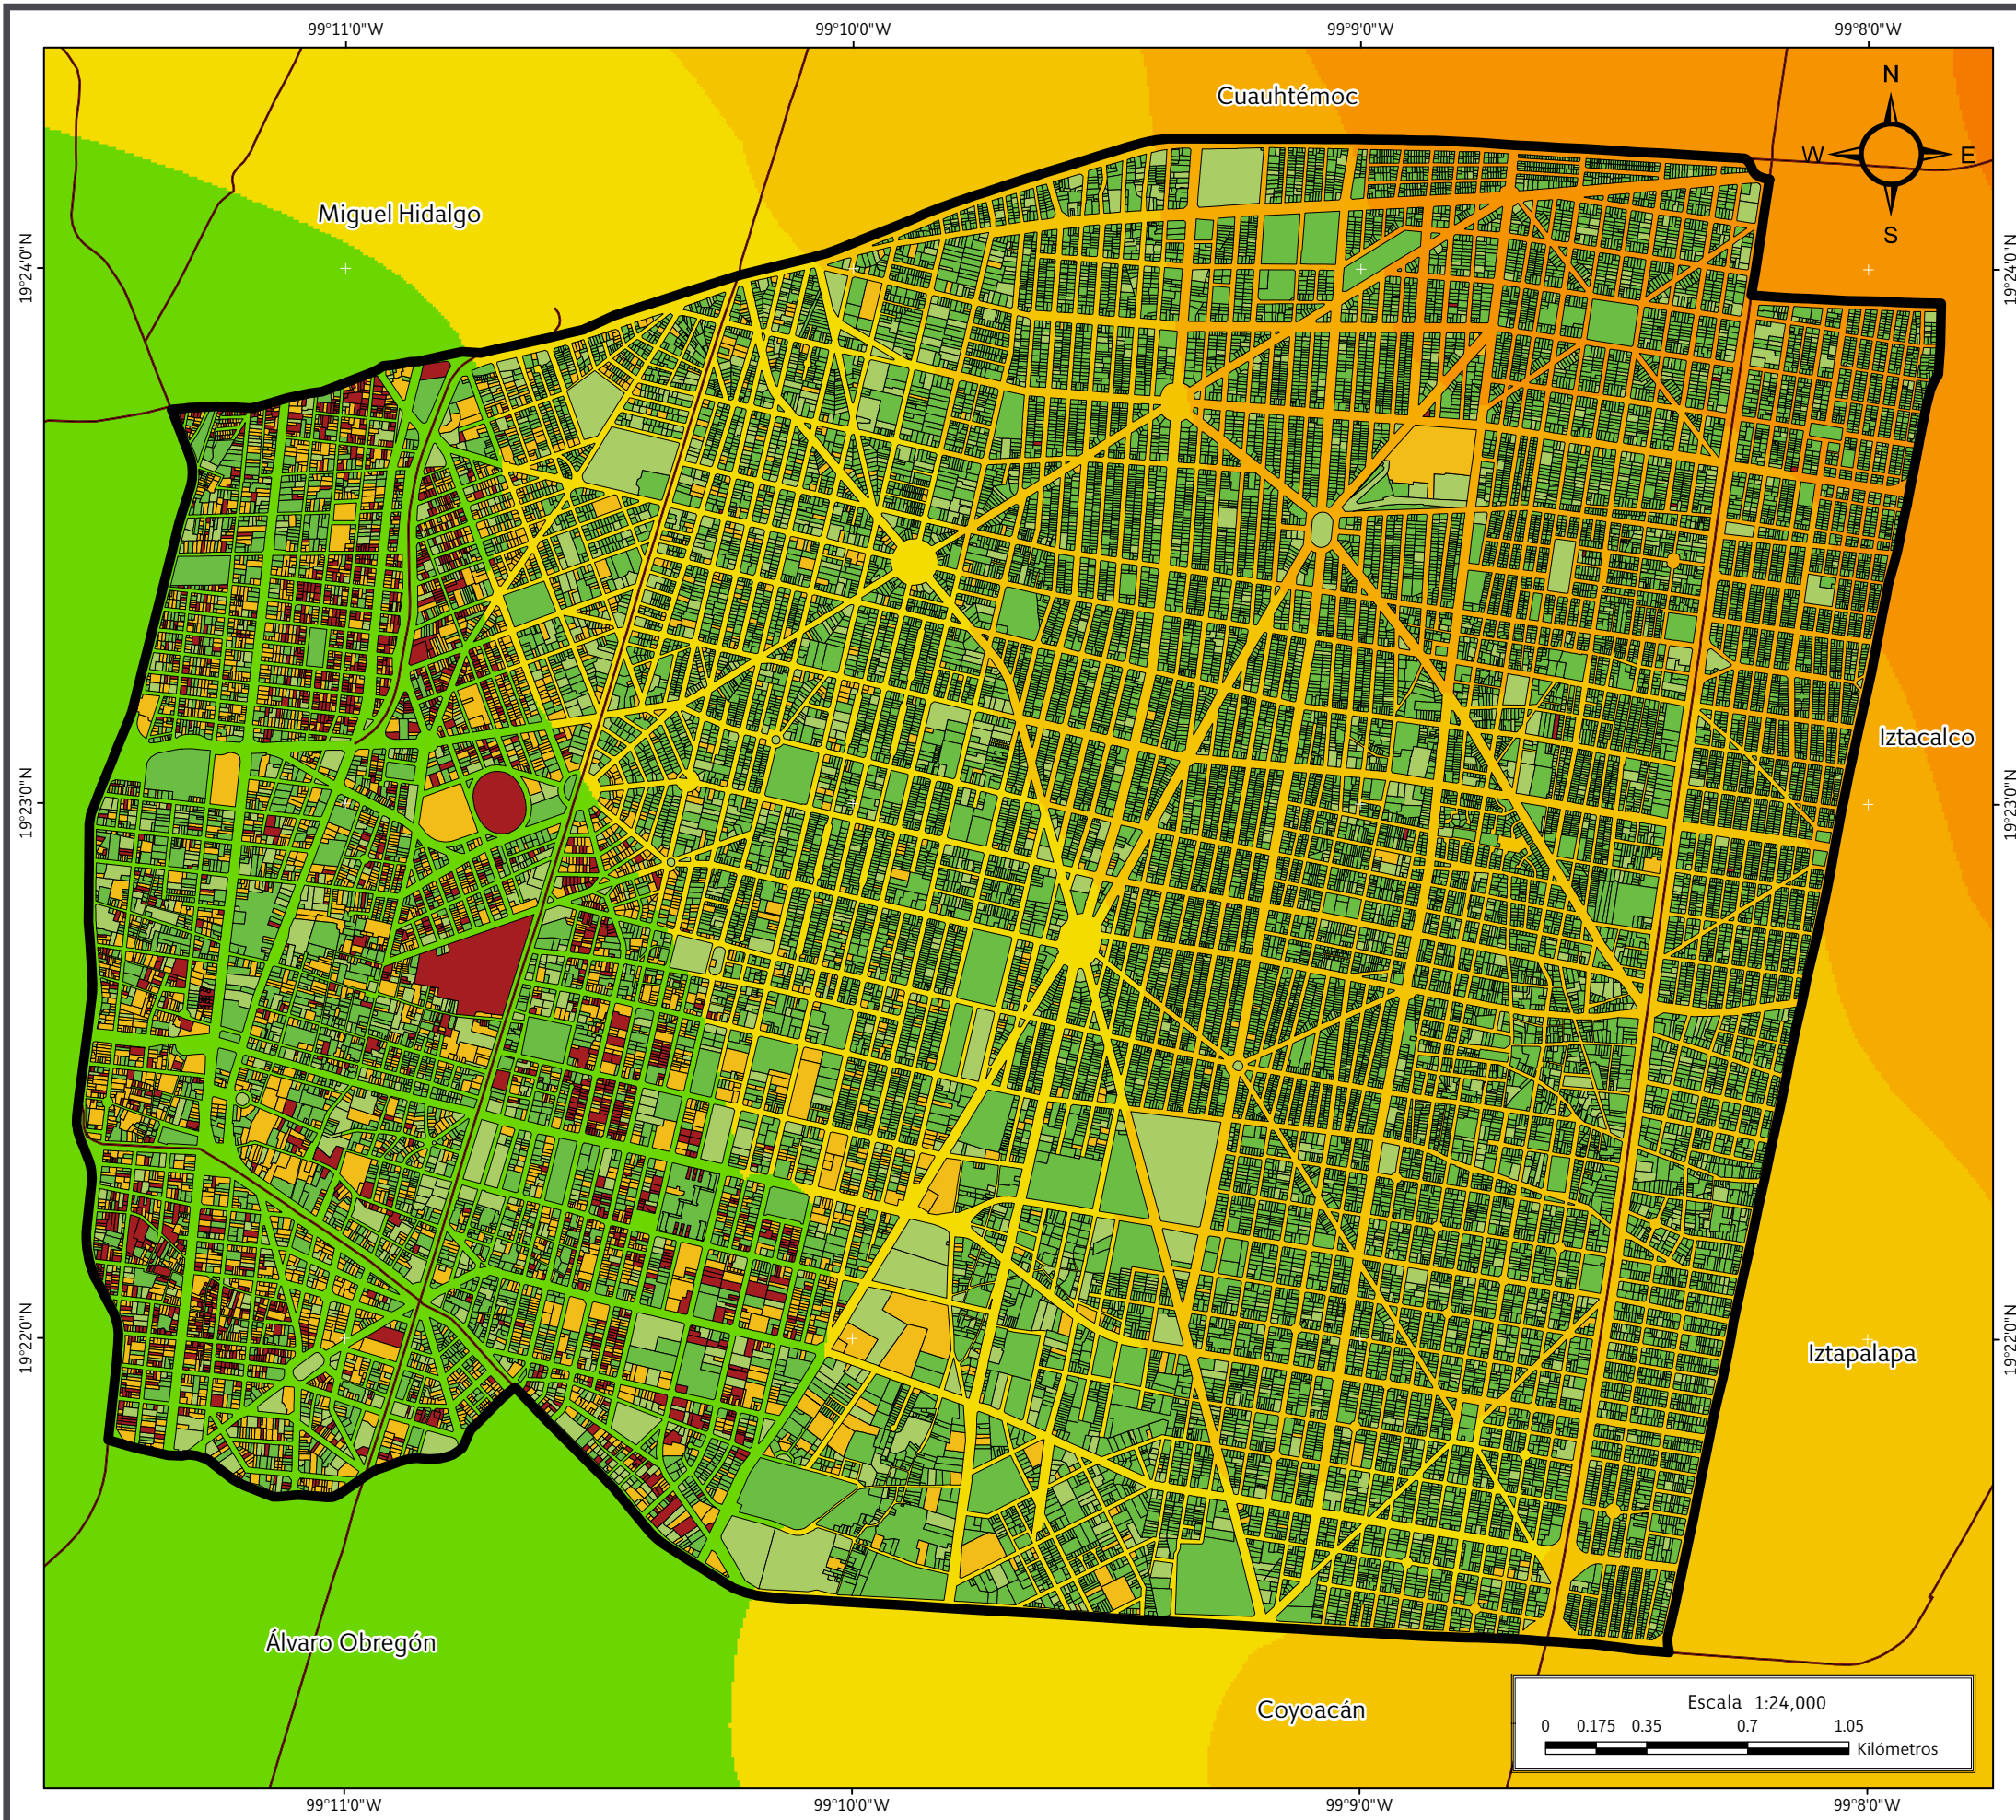 99°11'0"W 99°10'0"W 99°9'0"W 99°8'0"W
N
W E
S
Cuauhtémoc
Miguel Hidalgo
19°24'0"N 19°24'0"N
Iztacalco
19°23'0"N 19°23'0"N
19°22'0"N 19°22'0"N
Iztapalapa
Álvaro Obregón
Coyoacán
Escala 1:24,000
0 0.175 0.35 0.7 1.05
Kilómetros
99°11'0"W 99°10'0"W 99°9'0"W 99°8'0"W